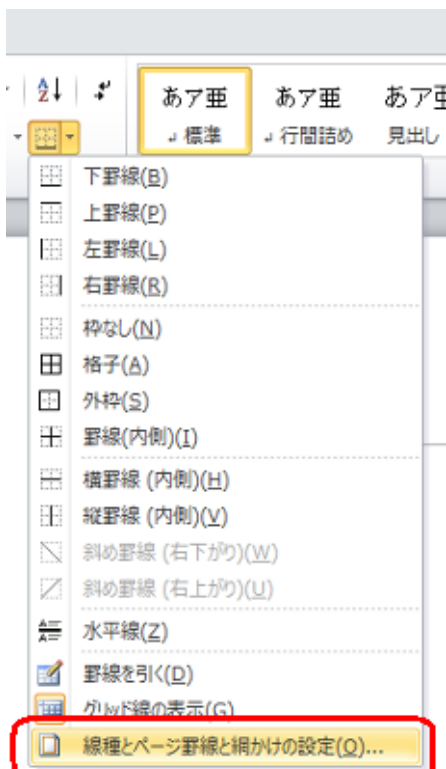 あア亜 あア亜 あア亜
標準 行間詰め 見出し
下罫線(B)
上罫線(P)
左罫線(L)
右罫線(R)
枠なし(N)
格子(A)
外枠(S)
罫線(内側)(I)
横罫線 (内側)(H)
縦罫線 (内側)(V)
斜め罫線 (右下がり)(W)
斜め罫線 (右上がり)(U)
水平線(Z)
罫線を引く(D)
グリッド線の表示(G)
線種とページ罫線と網かけの設定(O)...